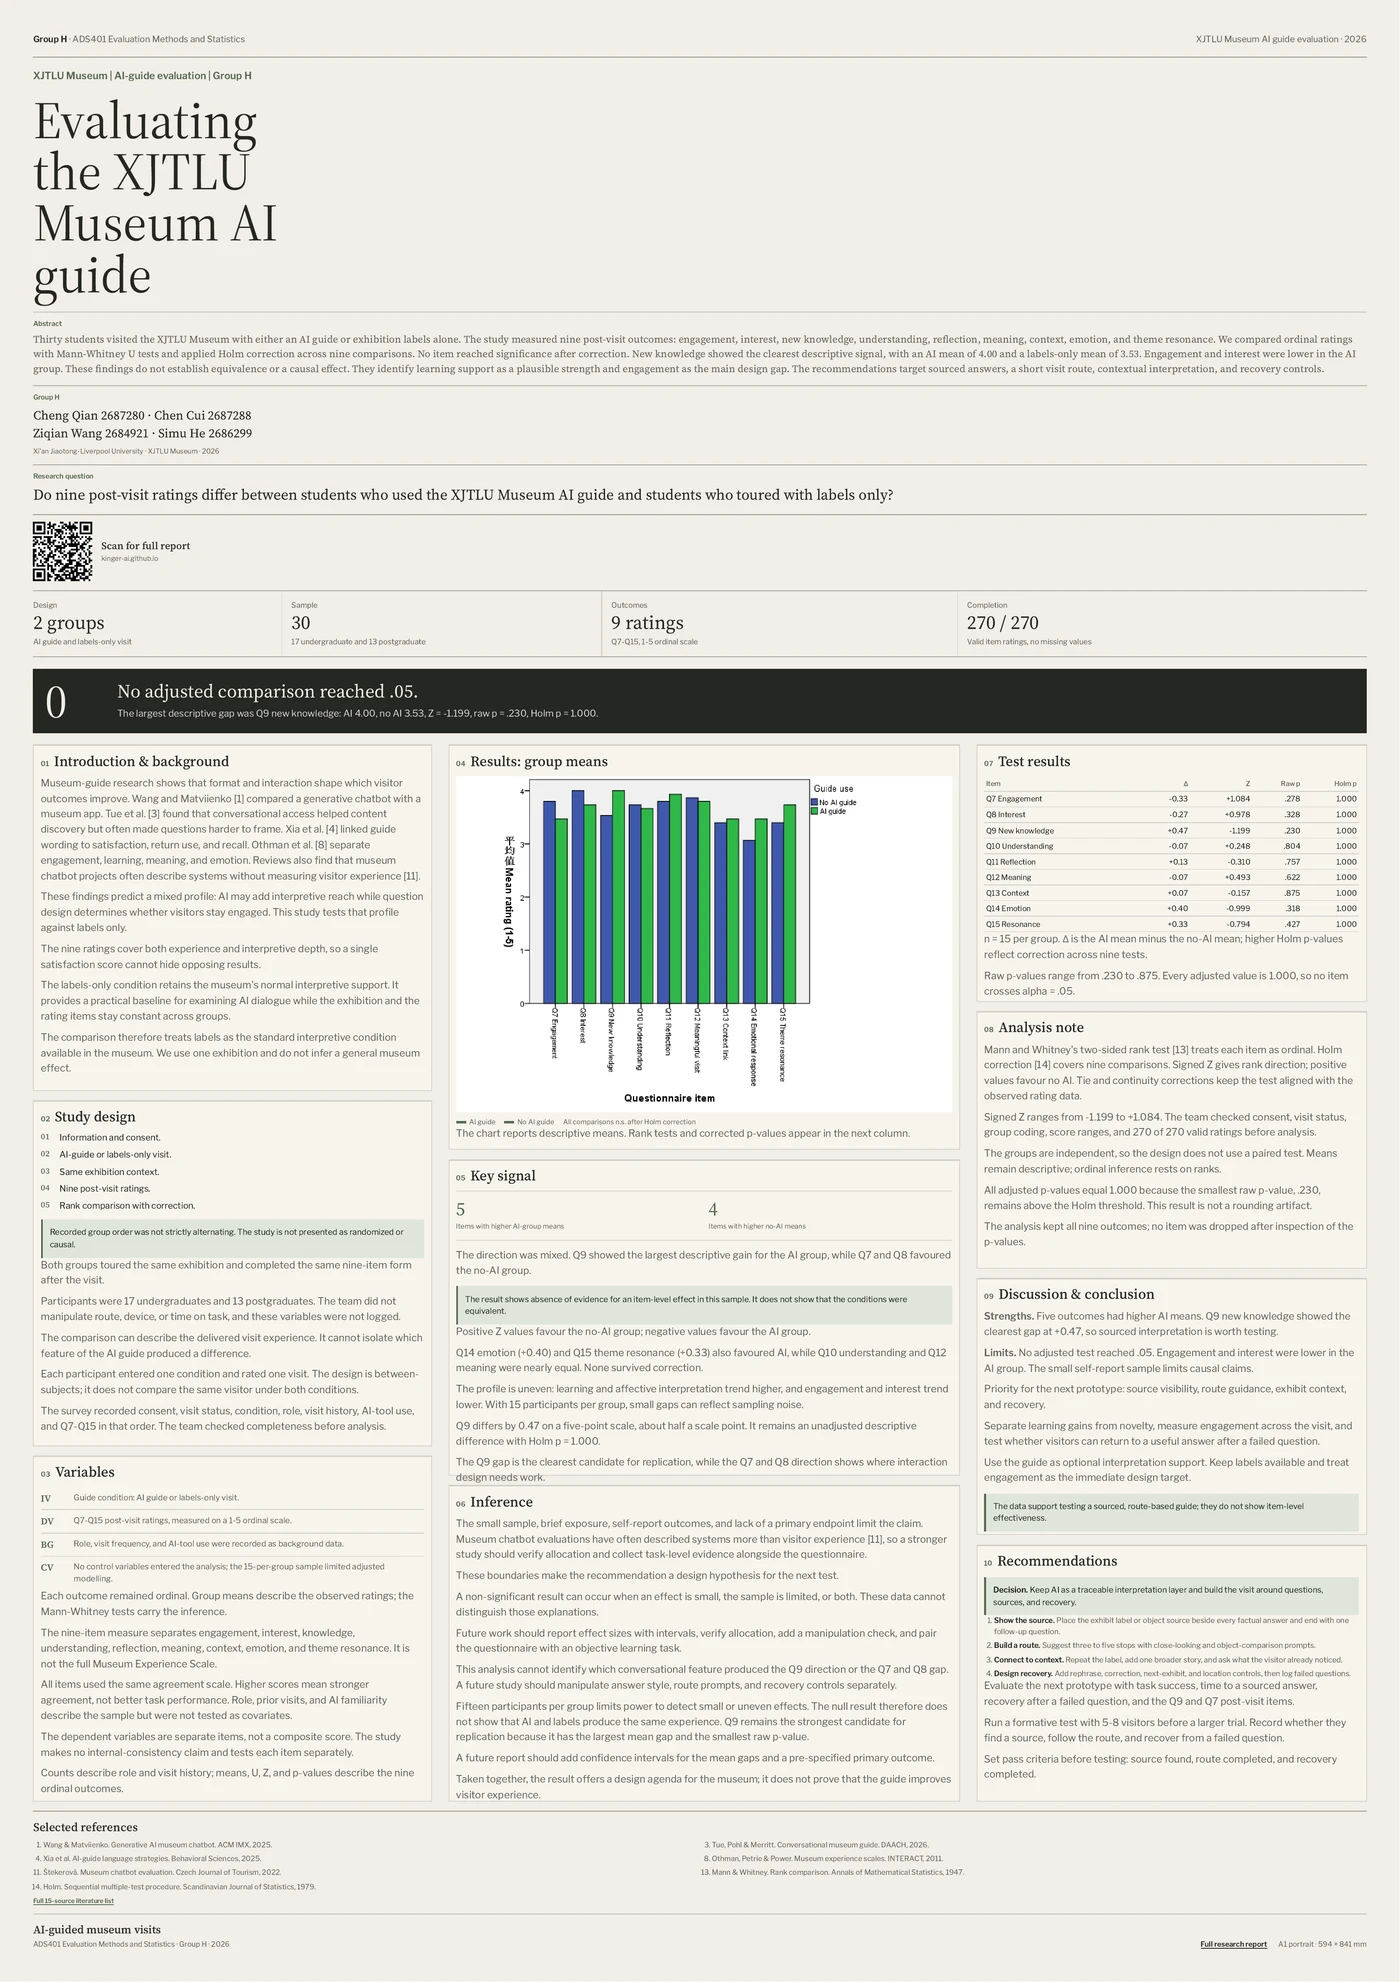 Group H · ADS401 Evaluation Methods and Statistics
XJTLU Museum AI guide evaluation · 2026
XJTLU Museum | AI-guide evaluation | Group H
Evaluating
the XJTLU
Museum AI
guide
Abstract
Thirty students visited the XJTLU Museum with either an AI guide or exhibition labels alone. The study measured nine post-visit outcomes: engagement, interest, new knowledge, understanding, reflection, meaning, context, emotion, and theme resonance. We compared ordinal ratings
with Mann-Whitney U tests and applied Holm correction across nine comparisons. No item reached significance after correction. New knowledge showed the clearest descriptive signal, with an AI mean of 4.00 and a labels-only mean of 3.53. Engagement and interest were lower in the AI
group. These findings do not establish equivalence or a causal effect. They identify learning support as a plausible strength and engagement as the main design gap. The recommendations target sourced answers, a short visit route, contextual interpretation, and recovery controls.
Group H
Cheng Qian 2687280 · Chen Cui 2687288
Ziqian Wang 2684921 · Simu He 2686299
Xi'an Jiaotong-Liverpool University · XJTLU Museum · 2026
Research question
Do nine post-visit ratings differ between students who used the XJTLU Museum AI guide and students who toured with labels only?
Scan for full report
kinger-ai.github.io
Design
2 groups
AI guide and labels-only visit
Sample
30
17 undergraduate and 13 postgraduate
Outcomes
9 ratings
Q7-Q15, 1-5 ordinal scale
Completion
270 / 270
Valid item ratings, no missing values
0
No adjusted comparison reached .05.
The largest descriptive gap was Q9 new knowledge: AI 4.00, no AI 3.53, Z = -1.199, raw p = .230, Holm p = 1.000.
01 Introduction & background
Museum-guide research shows that format and interaction shape which visitor
outcomes improve. Wang and Matviienko [1] compared a generative chatbot with a
museum app. Tue et al. [3] found that conversational access helped content
discovery but often made questions harder to frame. Xia et al. [4] linked guide
wording to satisfaction, return use, and recall. Othman et al. [8] separate
engagement, learning, meaning, and emotion. Reviews also find that museum
chatbot projects often describe systems without measuring visitor experience [11].
These findings predict a mixed profile: AI may add interpretive reach while question
design determines whether visitors stay engaged. This study tests that profile
against labels only.
The nine ratings cover both experience and interpretive depth, so a single
satisfaction score cannot hide opposing results.
The labels-only condition retains the museum's normal interpretive support. It
provides a practical baseline for examining AI dialogue while the exhibition and the
rating items stay constant across groups.
The comparison therefore treats labels as the standard interpretive condition
available in the museum. We use one exhibition and do not infer a general museum
effect.
02 Study design
01 Information and consent.
02 AI-guide or labels-only visit.
03 Same exhibition context.
04 Nine post-visit ratings.
05 Rank comparison with correction.
Recorded group order was not strictly alternating. The study is not presented as randomized or
causal.
Both groups toured the same exhibition and completed the same nine-item form
after the visit.
Participants were 17 undergraduates and 13 postgraduates. The team did not
manipulate route, device, or time on task, and these variables were not logged.
The comparison can describe the delivered visit experience. It cannot isolate which
feature of the AI guide produced a difference.
Each participant entered one condition and rated one visit. The design is between-
subjects; it does not compare the same visitor under both conditions.
The survey recorded consent, visit status, condition, role, visit history, AI-tool use,
and Q7-Q15 in that order. The team checked completeness before analysis.
03 Variables
IV Guide condition: AI guide or labels-only visit.
DV Q7-Q15 post-visit ratings, measured on a 1-5 ordinal scale.
BG Role, visit frequency, and AI-tool use were recorded as background data.
CV No control variables entered the analysis; the 15-per-group sample limited adjusted
modelling.
Each outcome remained ordinal. Group means describe the observed ratings; the
Mann-Whitney tests carry the inference.
The nine-item measure separates engagement, interest, knowledge,
understanding, reflection, meaning, context, emotion, and theme resonance. It is
not the full Museum Experience Scale.
All items used the same agreement scale. Higher scores mean stronger
agreement, not better task performance. Role, prior visits, and AI familiarity
describe the sample but were not tested as covariates.
The dependent variables are separate items, not a composite score. The study
makes no internal-consistency claim and tests each item separately.
Counts describe role and visit history; means, U, Z, and p-values describe the nine
ordinal outcomes.
04 Results: group means
平均值 Mean rating (1-5)
4
3
2
1
0
Guide use
No AI guide
AI guide
Q7 Engagement
Q8 Interest
Q9 New knowledge
Q10 Understanding
Q11 Reflection
Q12 Meaningful visit
Q13 Context link
Q14 Emotional response
Q15 Theme resonance
Questionnaire item
AI guide No AI guide All comparisons n.s. after Holm correction
The chart reports descriptive means. Rank tests and corrected p-values appear in the next column.
05 Key signal
5
Items with higher AI-group means
4
Items with higher no-AI means
The direction was mixed. Q9 showed the largest descriptive gain for the AI group, while Q7 and Q8 favoured
the no-AI group.
The result shows absence of evidence for an item-level effect in this sample. It does not show that the conditions were
equivalent.
Positive Z values favour the no-AI group; negative values favour the AI group.
Q14 emotion (+0.40) and Q15 theme resonance (+0.33) also favoured AI, while Q10 understanding and Q12
meaning were nearly equal. None survived correction.
The profile is uneven: learning and affective interpretation trend higher, and engagement and interest trend
lower. With 15 participants per group, small gaps can reflect sampling noise.
Q9 differs by 0.47 on a five-point scale, about half a scale point. It remains an unadjusted descriptive
difference with Holm p = 1.000.
The Q9 gap is the clearest candidate for replication, while the Q7 and Q8 direction shows where interaction
design needs work.
06 Inference
The small sample, brief exposure, self-report outcomes, and lack of a primary endpoint limit the claim.
Museum chatbot evaluations have often described systems more than visitor experience [11], so a stronger
study should verify allocation and collect task-level evidence alongside the questionnaire.
These boundaries make the recommendation a design hypothesis for the next test.
A non-significant result can occur when an effect is small, the sample is limited, or both. These data cannot
distinguish those explanations.
Future work should report effect sizes with intervals, verify allocation, add a manipulation check, and pair
the questionnaire with an objective learning task.
This analysis cannot identify which conversational feature produced the Q9 direction or the Q7 and Q8 gap.
A future study should manipulate answer style, route prompts, and recovery controls separately.
Fifteen participants per group limits power to detect small or uneven effects. The null result therefore does
not show that AI and labels produce the same experience. Q9 remains the strongest candidate for
replication because it has the largest mean gap and the smallest raw p-value.
A future report should add confidence intervals for the mean gaps and a pre-specified primary outcome.
Taken together, the result offers a design agenda for the museum; it does not prove that the guide improves
visitor experience.
07 Test results
Item Δ Z Raw p Holm p
Q7 Engagement -0.33 +1.084 .278 1.000
Q8 Interest -0.27 +0.978 .328 1.000
Q9 New knowledge +0.47 -1.199 .230 1.000
Q10 Understanding -0.07 +0.248 .804 1.000
Q11 Reflection +0.13 -0.310 .757 1.000
Q12 Meaning -0.07 +0.493 .622 1.000
Q13 Context +0.07 -0.157 .875 1.000
Q14 Emotion +0.40 -0.999 .318 1.000
Q15 Resonance +0.33 -0.794 .427 1.000
n = 15 per group. Δ is the AI mean minus the no-AI mean; higher Holm p-values
reflect correction across nine tests.
Raw p-values range from .230 to .875. Every adjusted value is 1.000, so no item
crosses alpha = .05.
08 Analysis note
Mann and Whitney's two-sided rank test [13] treats each item as ordinal. Holm
correction [14] covers nine comparisons. Signed Z gives rank direction; positive
values favour no AI. Tie and continuity corrections keep the test aligned with the
observed rating data.
Signed Z ranges from -1.199 to +1.084. The team checked consent, visit status,
group coding, score ranges, and 270 of 270 valid ratings before analysis.
The groups are independent, so the design does not use a paired test. Means
remain descriptive; ordinal inference rests on ranks.
All adjusted p-values equal 1.000 because the smallest raw p-value, .230,
remains above the Holm threshold. This result is not a rounding artifact.
The analysis kept all nine outcomes; no item was dropped after inspection of the
p-values.
09 Discussion & conclusion
Strengths. Five outcomes had higher AI means. Q9 new knowledge showed the
clearest gap at +0.47, so sourced interpretation is worth testing.
Limits. No adjusted test reached .05. Engagement and interest were lower in the
AI group. The small self-report sample limits causal claims.
Priority for the next prototype: source visibility, route guidance, exhibit context,
and recovery.
Separate learning gains from novelty, measure engagement across the visit, and
test whether visitors can return to a useful answer after a failed question.
Use the guide as optional interpretation support. Keep labels available and treat
engagement as the immediate design target.
The data support testing a sourced, route-based guide; they do not show item-level
effectiveness.
10 Recommendations
Decision. Keep AI as a traceable interpretation layer and build the visit around questions,
sources, and recovery.
1. Show the source. Place the exhibit label or object source beside every factual answer and end with one
follow-up question.
2. Build a route. Suggest three to five stops with close-looking and object-comparison prompts.
3. Connect to context. Repeat the label, add one broader story, and ask what the visitor already noticed.
4. Design recovery. Add rephrase, correction, next-exhibit, and location controls, then log failed questions.
Evaluate the next prototype with task success, time to a sourced answer,
recovery after a failed question, and the Q9 and Q7 post-visit items.
Run a formative test with 5-8 visitors before a larger trial. Record whether they
find a source, follow the route, and recover from a failed question.
Set pass criteria before testing: source found, route completed, and recovery
completed.
Selected references
1. Wang & Matviienko. Generative AI museum chatbot. ACM IMX, 2025.
3. Tue, Pohl & Merritt. Conversational museum guide. DAACH, 2026.
4. Xia et al. AI-guide language strategies. Behavioral Sciences, 2025.
8. Othman, Petrie & Power. Museum experience scales. INTERACT, 2011.
11. Štekerová. Museum chatbot evaluation. Czech Journal of Tourism, 2022.
13. Mann & Whitney. Rank comparison. Annals of Mathematical Statistics, 1947.
14. Holm. Sequential multiple-test procedure. Scandinavian Journal of Statistics, 1979.
Full 15-source literature list
AI-guided museum visits
ADS401 Evaluation Methods and Statistics · Group H · 2026
Full research report A1 portrait · 594 × 841 mm